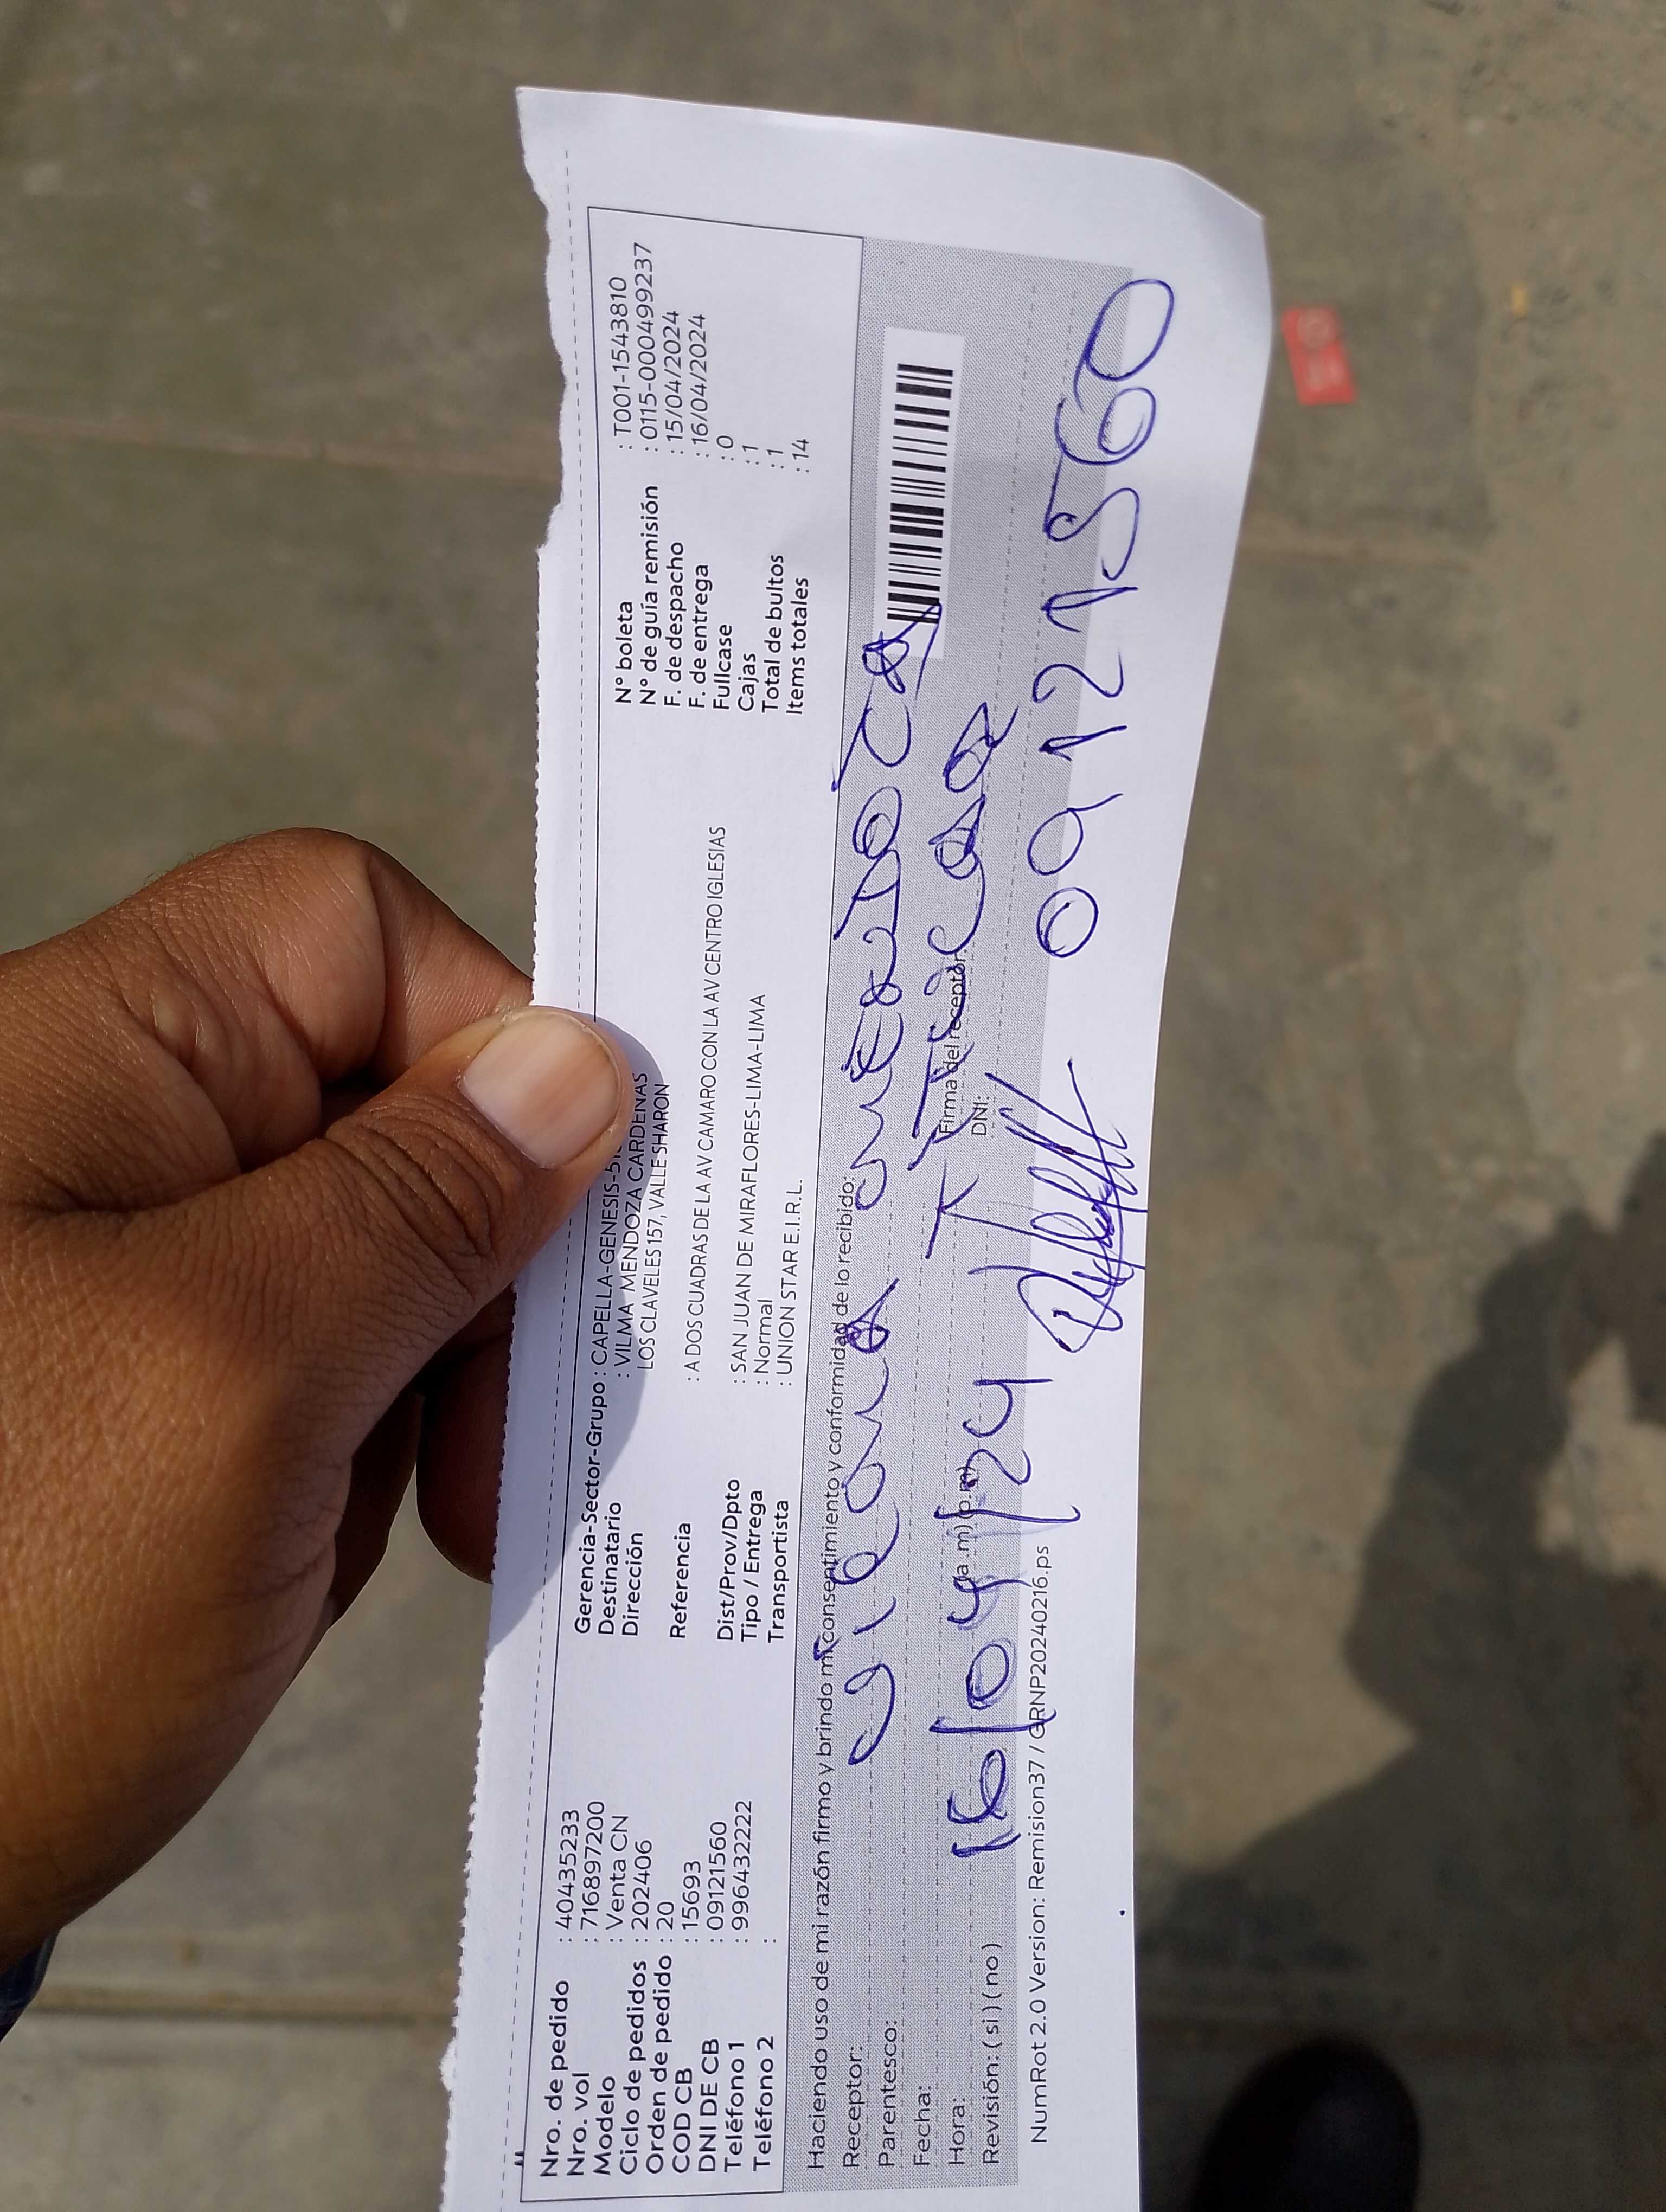 Nro. de pedido : 40435233
Nro. vol : 716897200
Modelo : Venta CN
Ciclo de pedidos : 202406
Orden de pedido : 20
COD CB : 15693
DNI DE CB : 09121560
Teléfono 1 : 996432222
Teléfono 2 :
Gerencia-Sector-Grupo : CAPELLA-GENESIS-
Destinatario : VILMA MENDOZA CARDENAS
Dirección LOS CLAVELES 157, VALLE SHARON
Referencia : A DOS CUADRAS DE LA AV CAMARO CON LA AV CENTRO IGLESIAS
Dist/Prov/Dpto : SAN JUAN DE MIRAFLORES-LIMA-LIMA
Tipo / Entrega : Normal
Transportista : UNION STAR E.I.R.L.
N° boleta : T001-1543810
N° de guía remisión : 0115-0004499237
F. de despacho : 15/04/2024
F. de entrega : 16/04/2024
Fullcase : 0
Cajas : 1
Total de bultos : 1
Items totales : 14
Haciendo uso de mi razón firmo y brindo mi consentimiento y conformidad de lo recibido:
Receptor:
Parentesco:
Fecha: 16/04/24
Hora: (a.m) (p.m)
Revisión: ( si ) ( no )
Firma del receptor
DNI:
09121560
NumRot 2.0 Version: Remision37 / GRNP20240216.ps